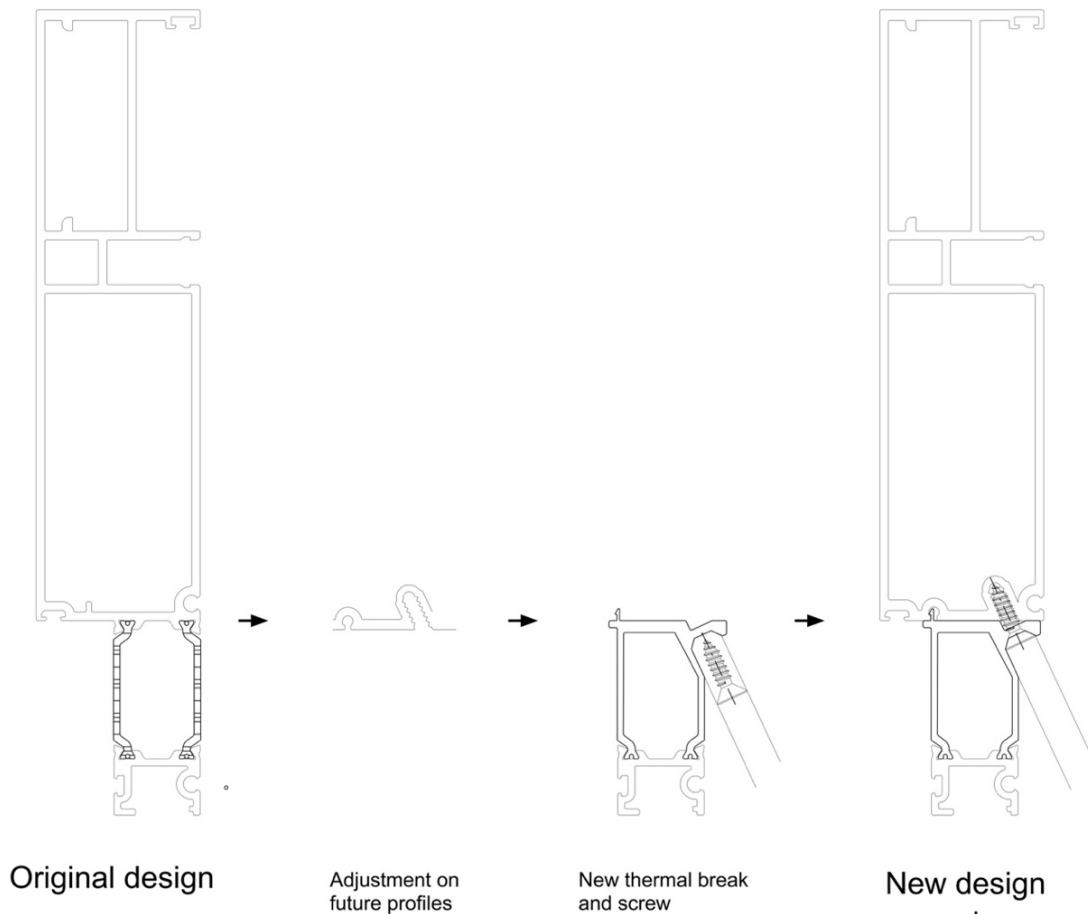 Original design
Adjustment on
future profiles
New thermal break
and screw
New design